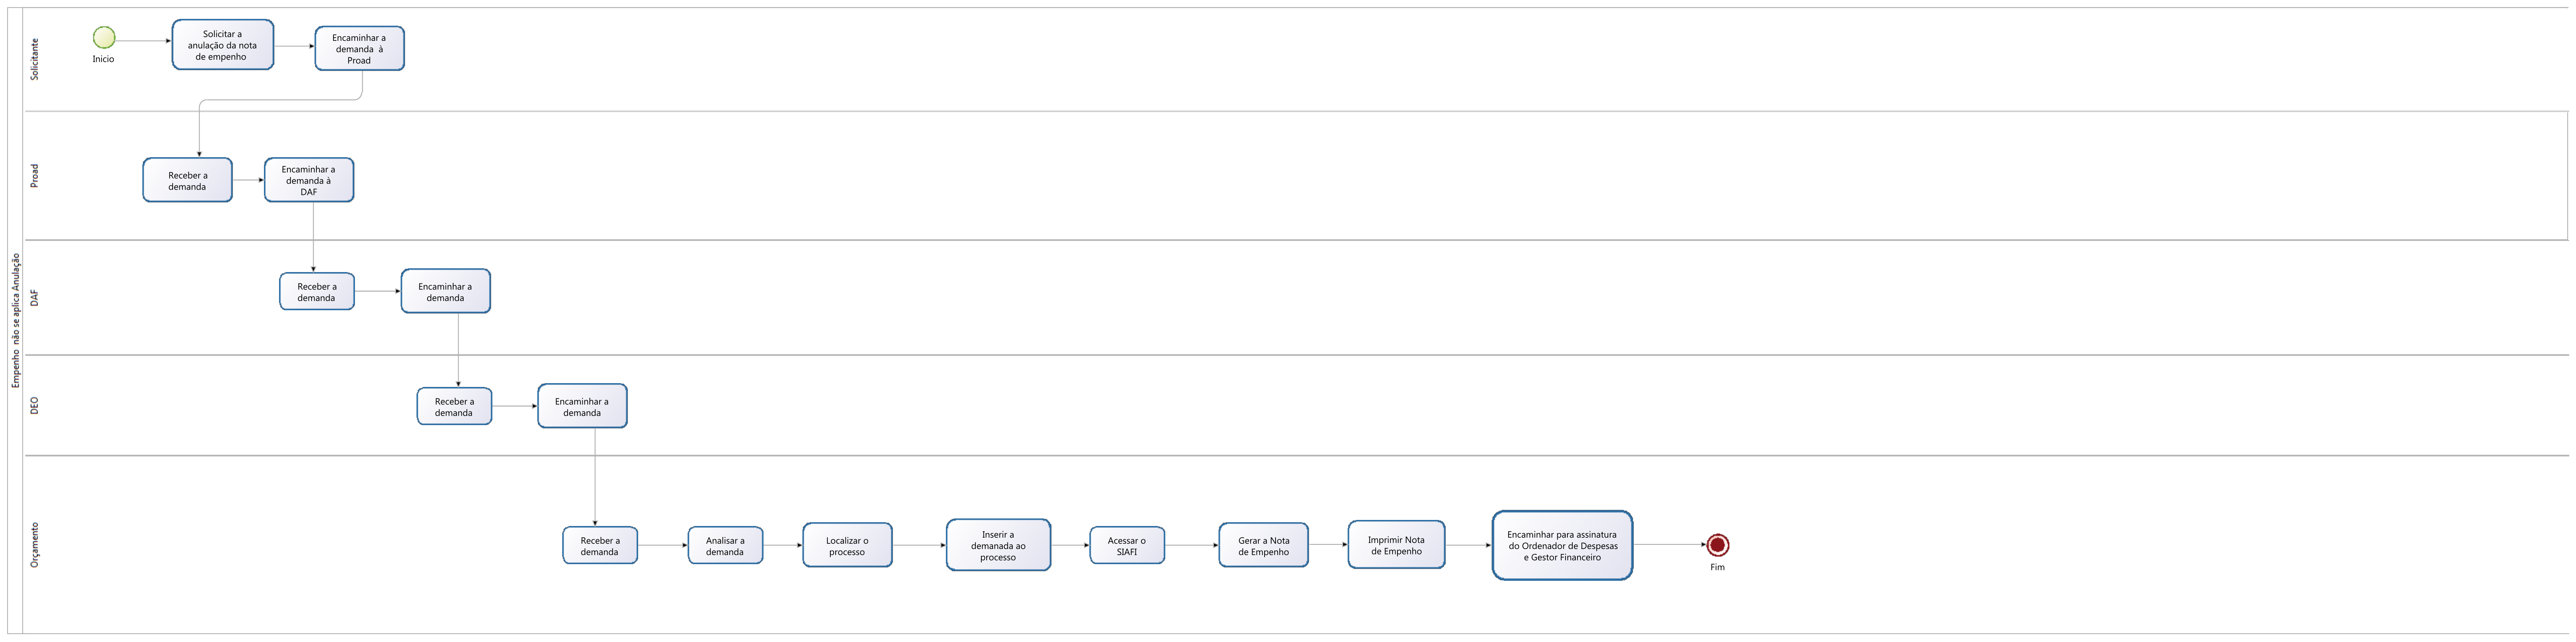 Empenho não se aplica Anulação
Solicitante
Inicio
Solicitar a
anulação da nota
de empenho
Encaminhar a
demanda à
Proad
Proad
Receber a
demanda
Encaminhar a
demanda à
DAF
DAF
Receber a
demanda
Encaminhar a
demanda
DEO
Receber a
demanda
Encaminhar a
demanda
Orçamento
Receber a
demanda
Analisar a
demanda
Localizar o
processo
Inserir a
demanada ao
processo
Acessar o
SIAFI
Gerar a Nota
de Empenho
Imprimir Nota
de Empenho
Encaminhar para assinatura
do Ordenador de Despesas
e Gestor Financeiro
Fim